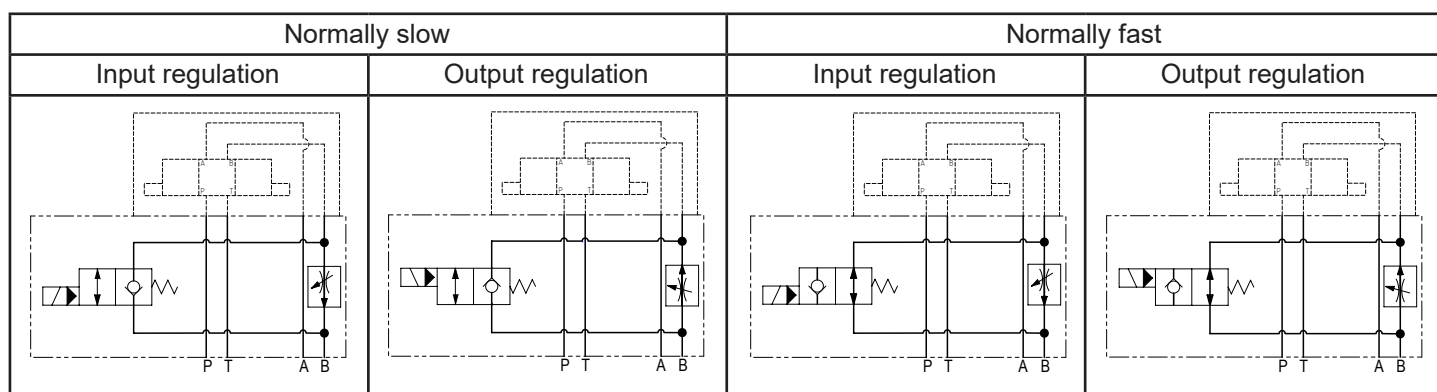 Normally slow Normally fast
Input regulation Output regulation Input regulation Output regulation
A B A B A B A B
P T P T P T P T
P T A B P T A B P T A B P T A B